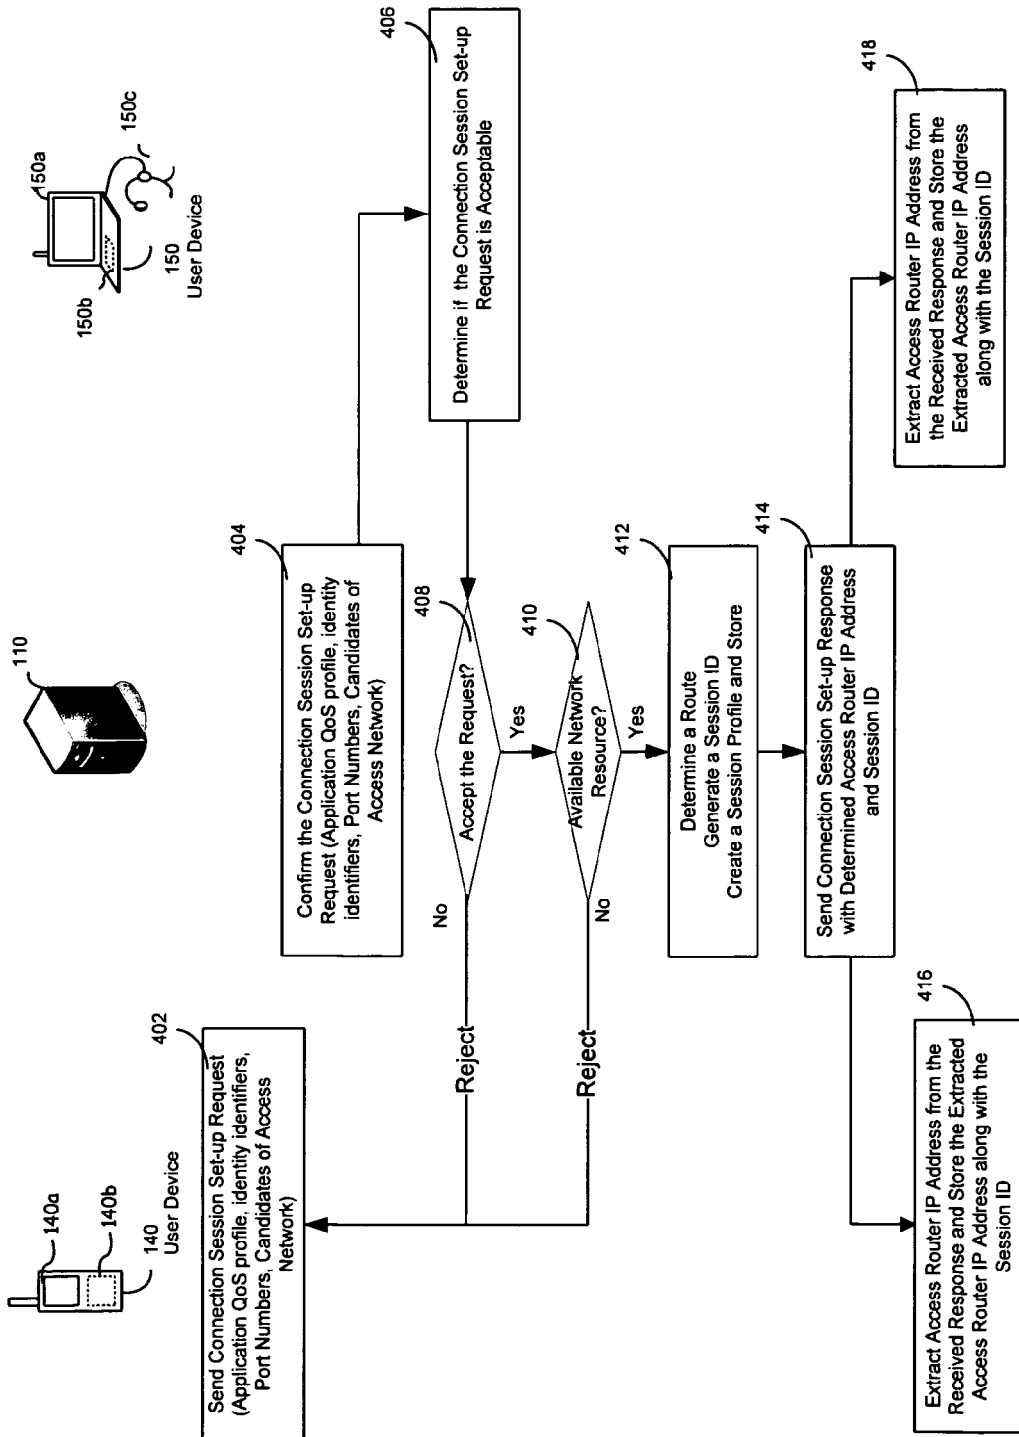 140a
140b
140
User Device
110
150a
150c
150b
150
User Device
402
Send Connection Session Set-up Request
(Application QoS profile, identity identifiers,
Port Numbers, Candidates of Access
Network)
404
Confirm the Connection Session Set-up
Request (Application QoS profile, identity
identifiers, Port Numbers, Candidates of
Access Network)
406
Determine if the Connection Session Set-up
Request is Acceptable
408
Accept the Request?
No
Reject
Yes
410
Available Network
Resource?
No
Reject
Yes
412
Determine a Route
Generate a Session ID
Create a Session Profile and Store
414
Send Connection Session Set-up Response
with Determined Access Router IP Address
and Session ID
416
Extract Access Router IP Address from the
Received Response and Store the Extracted
Access Router IP Address along with the
Session ID
418
Extract Access Router IP Address from
the Received Response and Store the
Extracted Access Router IP Address
along with the Session ID